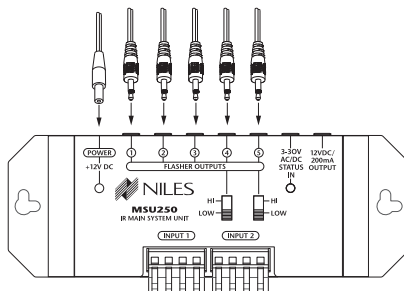 POWER
+12V DC
1 2 3 4 5
FLASHER OUTPUTS
3-30V
AC/DC
STATUS
IN
12VDC/
200mA
OUTPUT
NILES
MSU250
IR MAIN SYSTEM UNIT
HI
LOW
HI
LOW
INPUT 1
INPUT 2